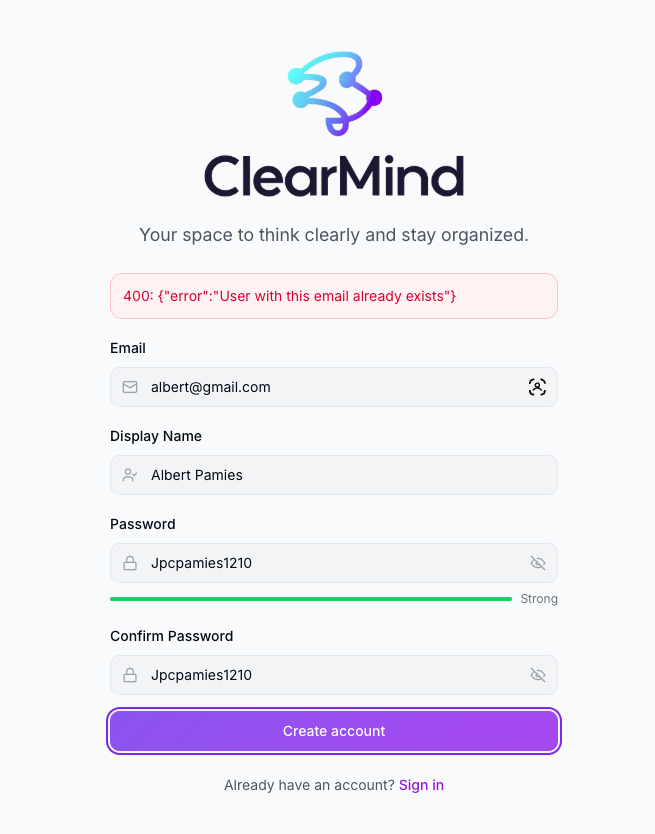 ClearMind
Your space to think clearly and stay organized.
400: {"error":"User with this email already exists"}
Email
albert@gmail.com
Display Name
Albert Pamies
Password
Jpcpamies1210
Strong
Confirm Password
Jpcpamies1210
Create account
Already have an account? Sign in